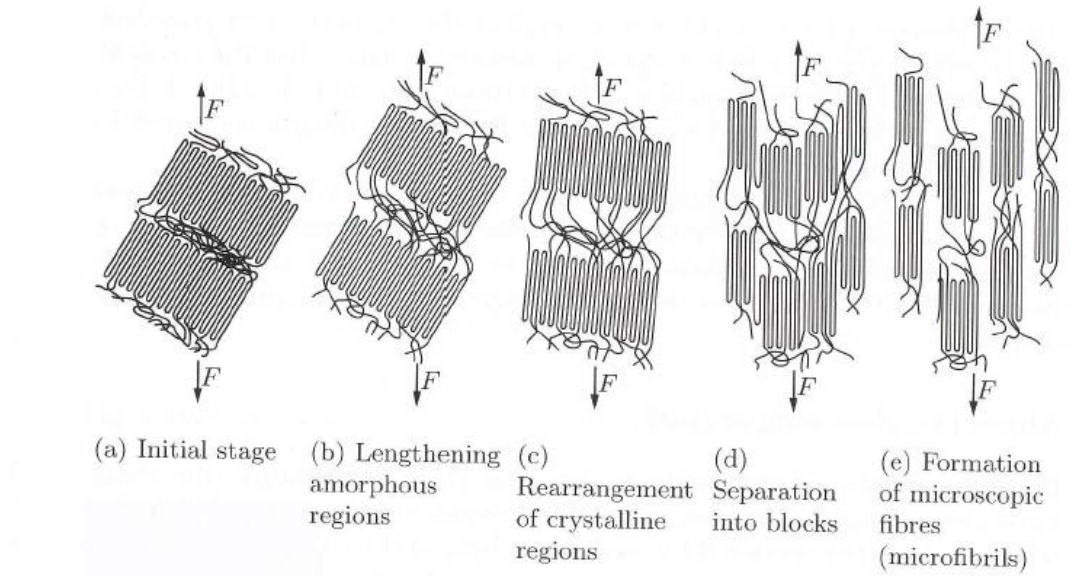 F
F
F
F
F
F
F
F
F
F
(a) Initial stage
(b) Lengthening
amorphous
regions
(c)
Rearrangement
of crystalline
regions
(d)
Separation
into blocks
(e) Formation
of microscopic
fibres
(microfibrils)